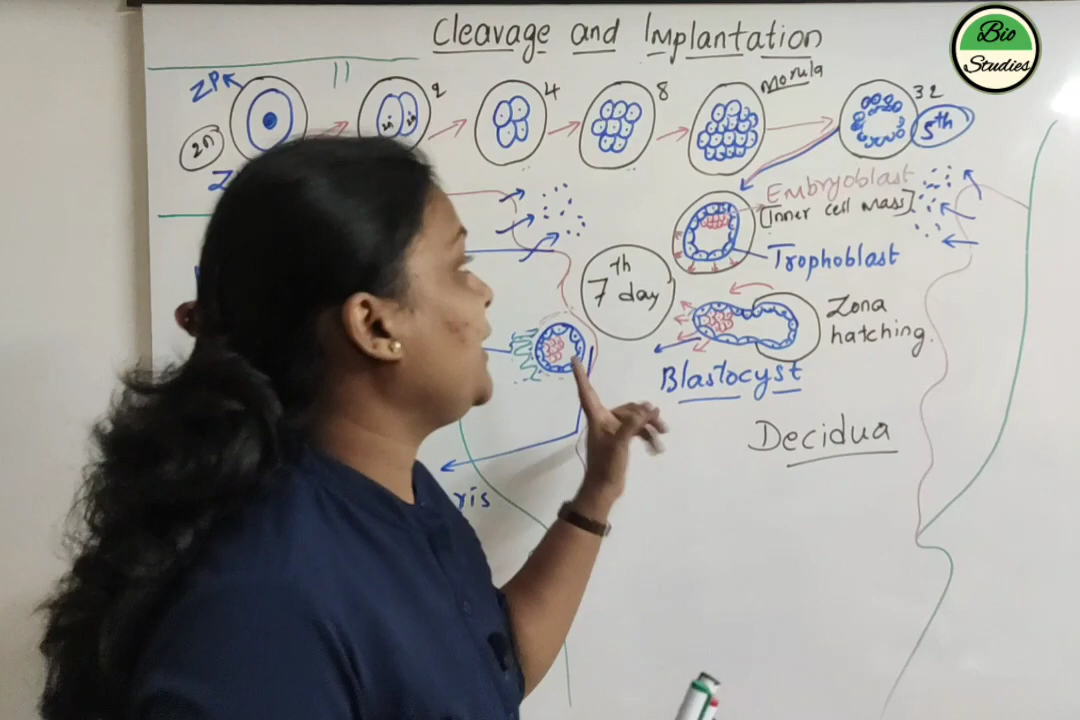 Cleavage and Implantation
Bio
Studies
ZP
2n
2
4
8
Morula
32
5th
Embryoblast
[Inner cell mass]
Trophoblast
7th day
Zona
hatching.
Blastocyst
Decidua